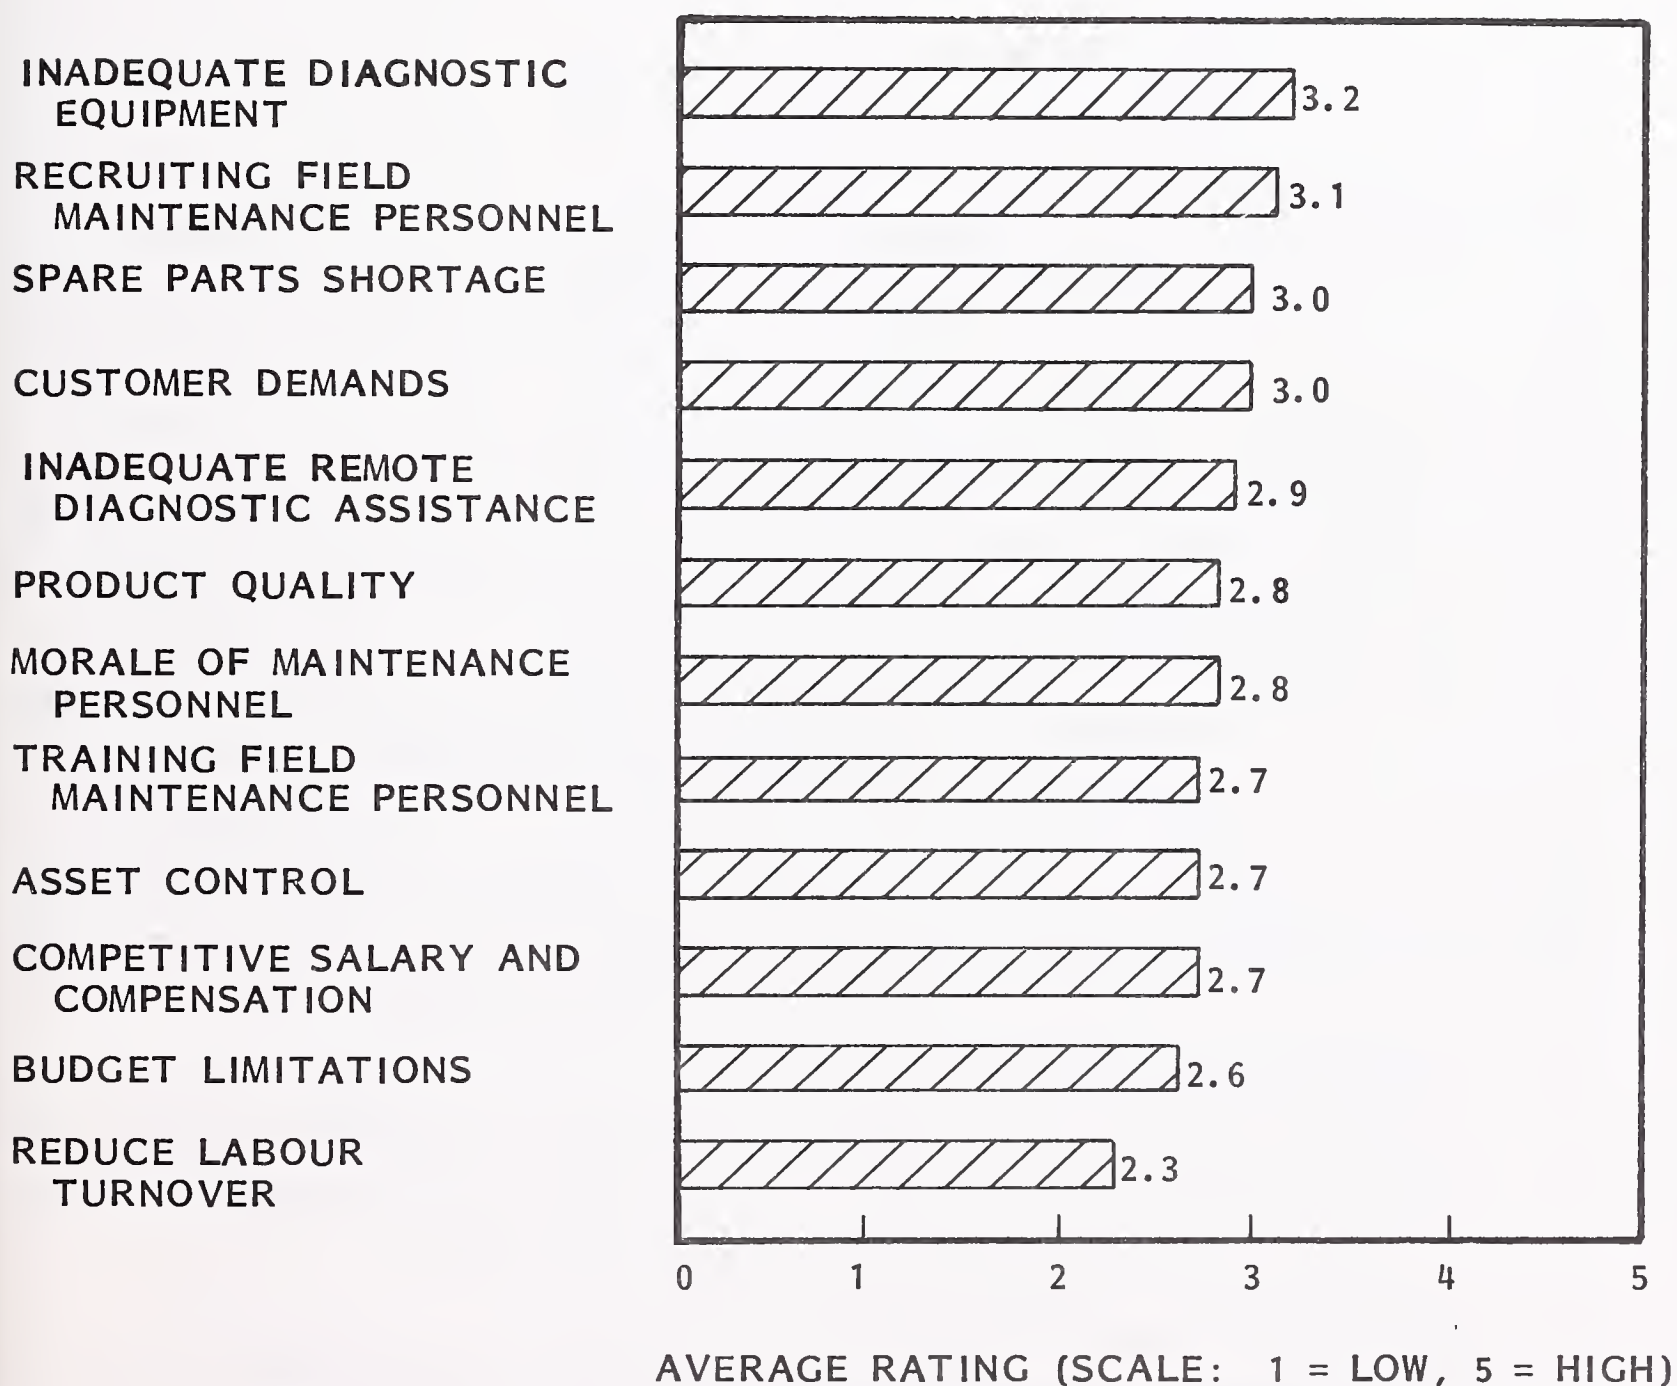 INADEQUATE DIAGNOSTIC
EQUIPMENT
3.2
RECRUITING FIELD
MAINTENANCE PERSONNEL
3.1
SPARE PARTS SHORTAGE
3.0
CUSTOMER DEMANDS
3.0
INADEQUATE REMOTE
DIAGNOSTIC ASSISTANCE
2.9
PRODUCT QUALITY
2.8
MORALE OF MAINTENANCE
PERSONNEL
2.8
TRAINING FIELD
MAINTENANCE PERSONNEL
2.7
ASSET CONTROL
2.7
COMPETITIVE SALARY AND
COMPENSATION
2.7
BUDGET LIMITATIONS
2.6
REDUCE LABOUR
TURNOVER
2.3
0 1 2 3 4 5
AVERAGE RATING (SCALE: 1 = LOW, 5 = HIGH)